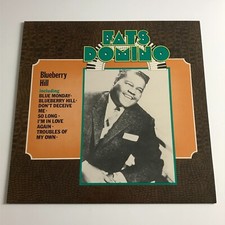 FATS
DOMINO
Blueberry
Hill
Including
BLUE MONDAY·
BLUEBERRY HILL·
DON'T DECEIVE
ME·
SO LONG·
I'M IN LOVE
AGAIN·
TROUBLES OF
MY OWN·